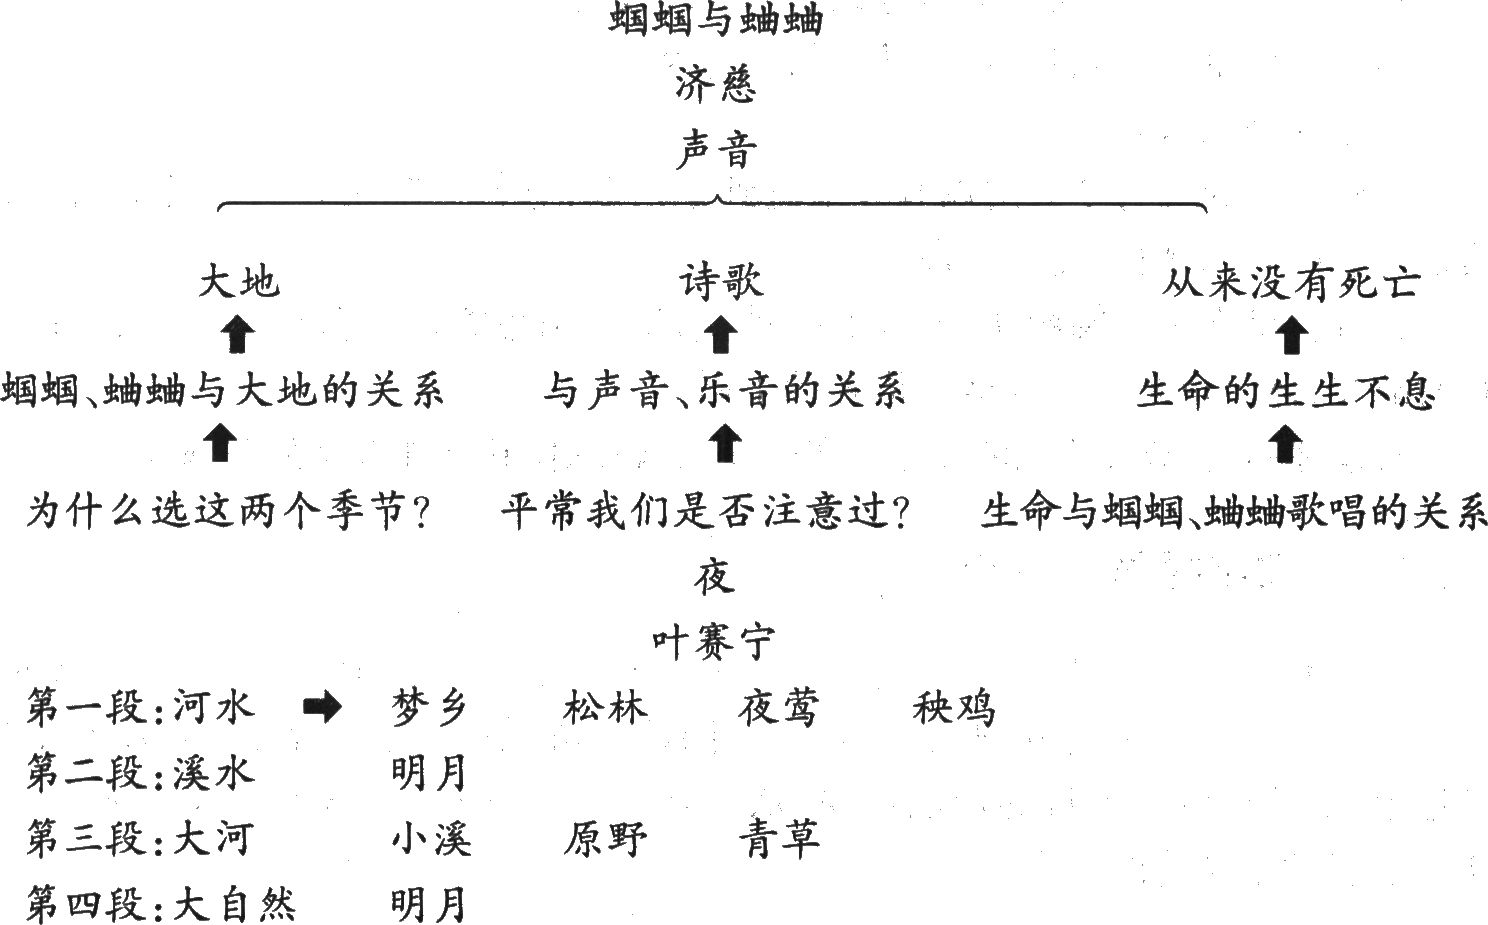 蝈蝈与蛐蛐
济慈
声音
大地 诗歌 从来没有死亡
蝈蝈、蛐蛐与大地的关系 与声音、乐音的关系 生命的生生不息
为什么选这两个季节? 平常我们是否注意过? 生命与蝈蝈、蛐蛐歌唱的关系
夜
叶赛宁
第一段:河水 梦乡 松林 夜莺 秧鸡
第二段:溪水 明月
第三段:大河 小溪 原野 青草
第四段:大自然 明月